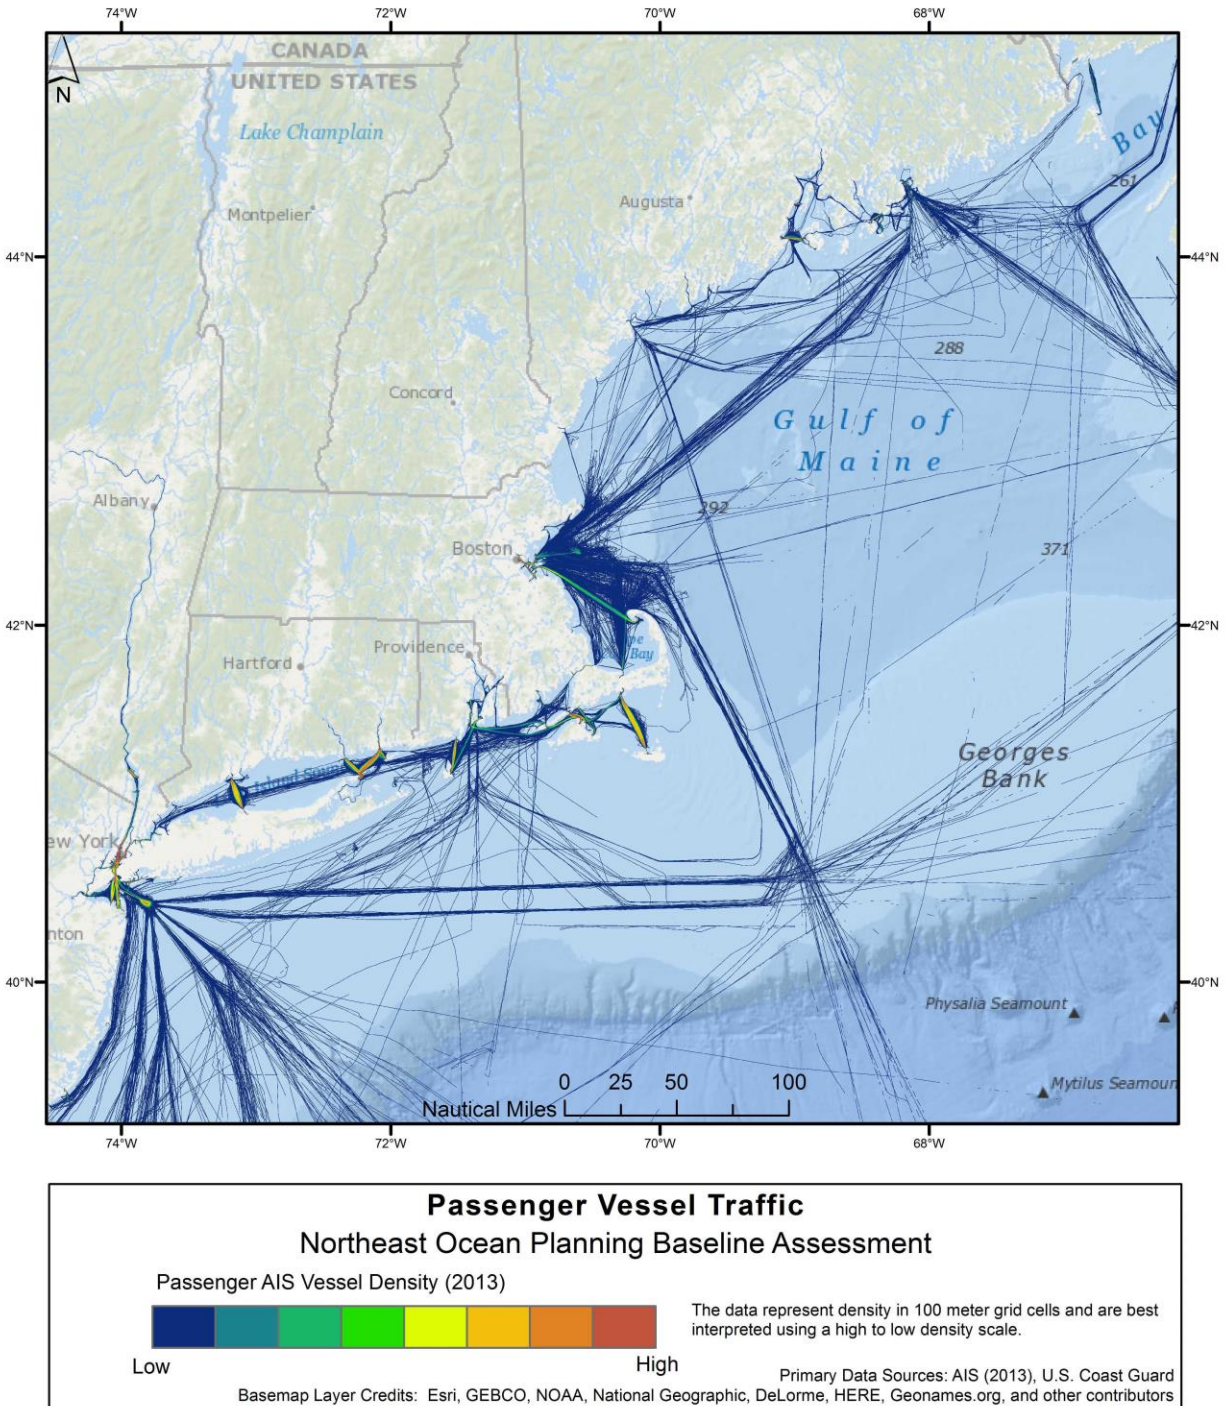 74°W 72°W 70°W 68°W
CANADA
UNITED STATES
N
Lake Champlain
Bay
261
Montpelier
Augusta
44°N 44°N
288
Concord
Gulf of
Maine
Albany
292
Boston
371
42°N 42°N
Providence
Hartford
Bay
Georges
Bank
Island Soun
ew York
nton
40°N 40°N
Physalia Seamount
Mytilus Seamoun
0 25 50 100
Nautical Miles
74°W 72°W 70°W 68°W
Passenger Vessel Traffic
Northeast Ocean Planning Baseline Assessment
Passenger AIS Vessel Density (2013)
The data represent density in 100 meter grid cells and are best
interpreted using a high to low density scale.
Low High
Primary Data Sources: AIS (2013), U.S. Coast Guard
Basemap Layer Credits: Esri, GEBCO, NOAA, National Geographic, DeLorme, HERE, Geonames.org, and other contributors